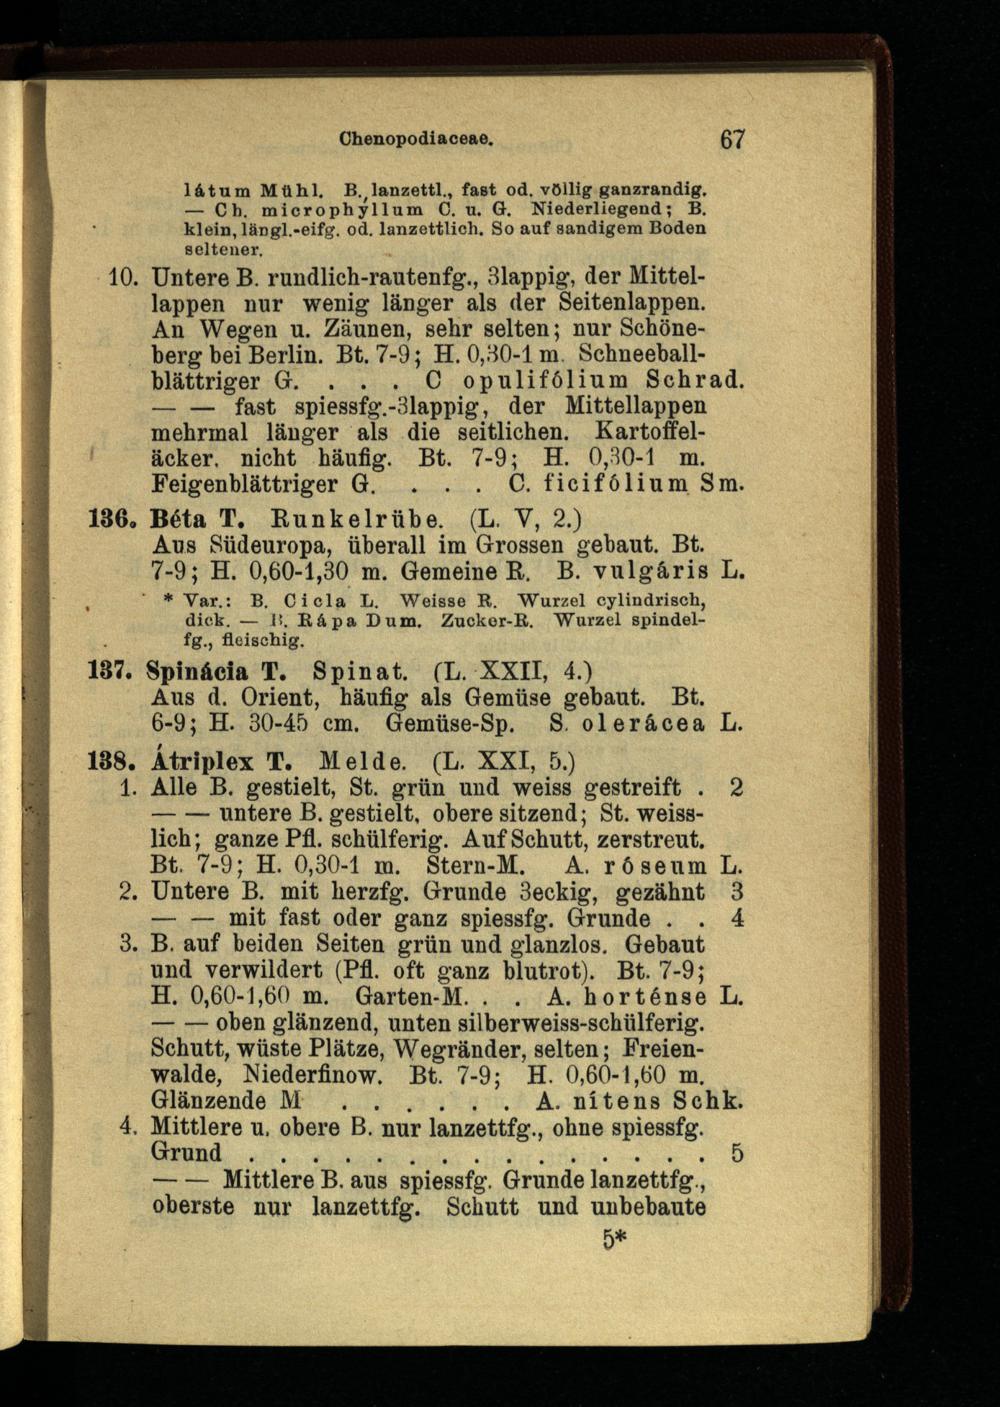 Chenopodiaceae. 67
látum Mühl. B. lanzettl., fast od. völlig ganzrandig.
— Ch. microphýllum C. u. G. Niederliegend; B.
klein, längl.-eifg. od. lanzettlich. So auf sandigem Boden
seltener.
10. Untere B. rundlich-rautenfg., 3lappig, der Mittel-
lappen nur wenig länger als der Seitenlappen.
An Wegen u. Zäunen, sehr selten; nur Schöne-
berg bei Berlin. Bt. 7-9; H. 0,30-1 m. Schneeball-
blättriger G. . . . C opulifólium Schrad.
— — fast spiessfg.-3lappig, der Mittellappen
mehrmal länger als die seitlichen. Kartoffel-
äcker, nicht häufig. Bt. 7-9; H. 0,30-1 m.
Feigenblättriger G. . . . C. ficifólium Sm.
136. Béta T. Runkelrübe. (L. V, 2.)
Aus Südeuropa, überall im Grossen gebaut. Bt.
7-9; H. 0,60-1,30 m. Gemeine R. B. vulgáris L.
* Var.: B. Cicla L. Weisse R. Wurzel cylindrisch,
dick. — B. Rápa Dum. Zucker-R. Wurzel spindel-
fg., fleischig.
137. Spinácia T. Spinat. (L. XXII, 4.)
Aus d. Orient, häufig als Gemüse gebaut. Bt.
6-9; H. 30-45 cm. Gemüse-Sp. S. olerácea L.
138. Átriplex T. Melde. (L. XXI, 5.)
1. Alle B. gestielt, St. grün und weiss gestreift . 2
— — untere B. gestielt, obere sitzend; St. weiss-
lich; ganze Pfl. schülferig. Auf Schutt, zerstreut.
Bt. 7-9; H. 0,30-1 m. Stern-M. A. róseum L.
2. Untere B. mit herzfg. Grunde 3eckig, gezähnt 3
— — mit fast oder ganz spiessfg. Grunde . . 4
3. B. auf beiden Seiten grün und glanzlos. Gebaut
und verwildert (Pfl. oft ganz blutrot). Bt. 7-9;
H. 0,60-1,60 m. Garten-M. . . A. horténse L.
— — oben glänzend, unten silberweiss-schülferig.
Schutt, wüste Plätze, Wegränder, selten; Freien-
walde, Niederfinow. Bt. 7-9; H. 0,60-1,60 m.
Glänzende M . . . . . . A. nítens Schk.
4. Mittlere u. obere B. nur lanzettfg., ohne spiessfg.
Grund . . . . . . . . . . . . . . . 5
— — Mittlere B. aus spiessfg. Grunde lanzettfg.,
oberste nur lanzettfg. Schutt und unbebaute
5*